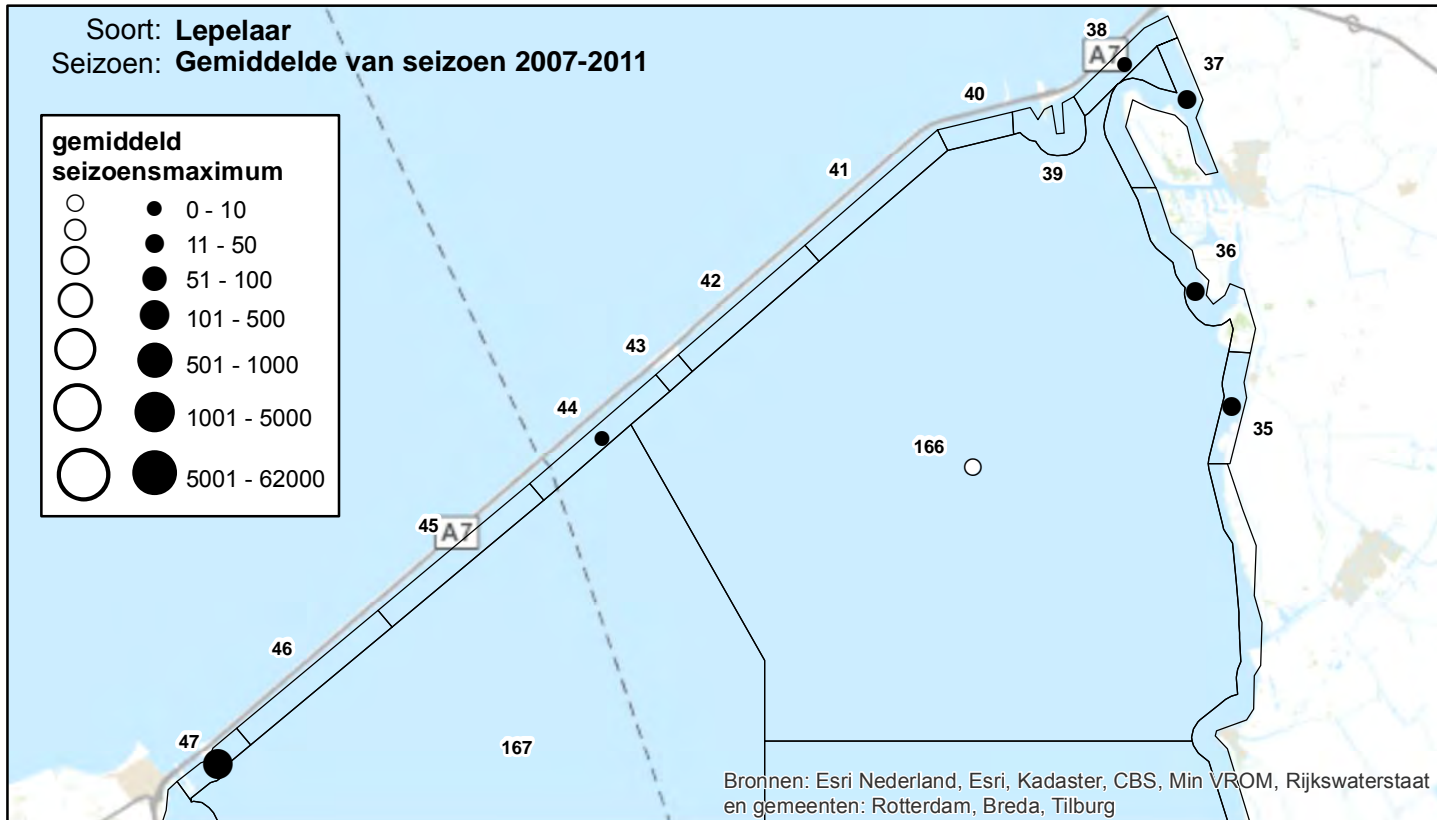 Soort: Lepelaar
Seizoen: Gemiddelde van seizoen 2007-2011
gemiddeld
seizoensmaximum
0 - 10
11 - 50
51 - 100
101 - 500
501 - 1000
1001 - 5000
5001 - 62000
38
A7
37
40
41
39
36
42
43
44
35
166
45
A7
46
47
167
Bronnen: Esri Nederland, Esri, Kadaster, CBS, Min VROM, Rijkswaterstaat
en gemeenten: Rotterdam, Breda, Tilburg